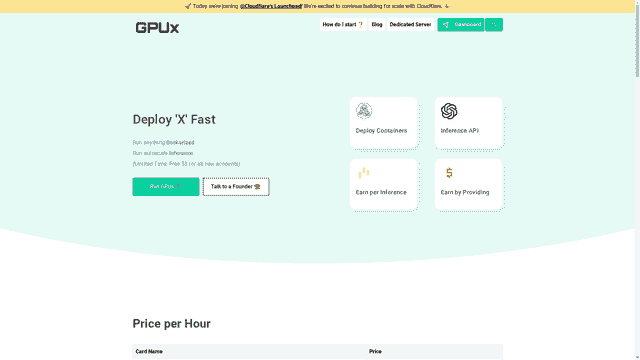 🚀 Today we're joining @Cloudflare's Launchpad! We're excited to continue building for scale with Cloudflare.
GPUx
How do I start
Blog
Dedicated Server
Dashboard
Deploy 'X' Fast
Run anything
Run autoscale Inference
(Limited Time: Free $1 for all new accounts)
Run GPUx
Talk to a Founder
Deploy Containers
Inference API
Earn per Inference
Earn by Providing
Price per Hour
Card Name
Price